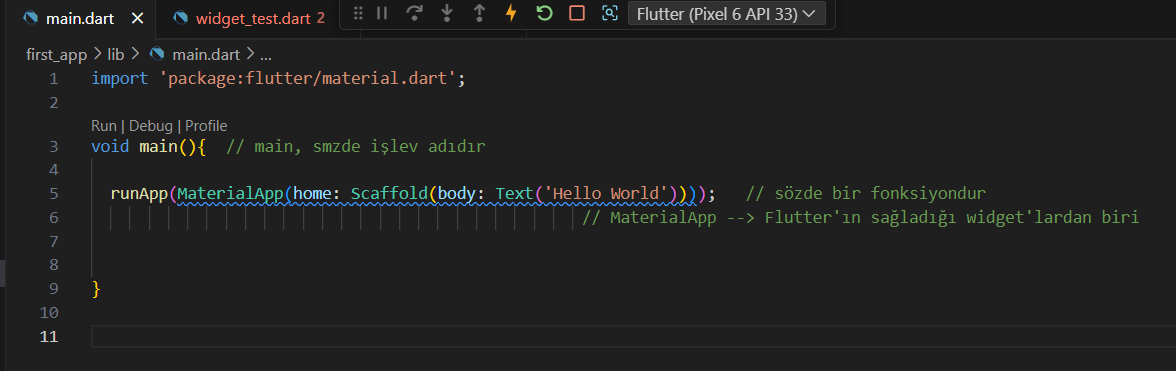 main.dart
widget_test.dart 2
Flutter (Pixel 6 API 33)
first_app > lib > main.dart > ...
1 import 'package:flutter/material.dart';
2
Run | Debug | Profile
3 void main(){ // main, smzde işlev adıdır
4
5 runApp(MaterialApp(home: Scaffold(body: Text('Hello World')))); // sözde bir fonksiyondur
6 // MaterialApp --> Flutter'ın sağladığı widget'lardan biri
7
8
9 }
10
11